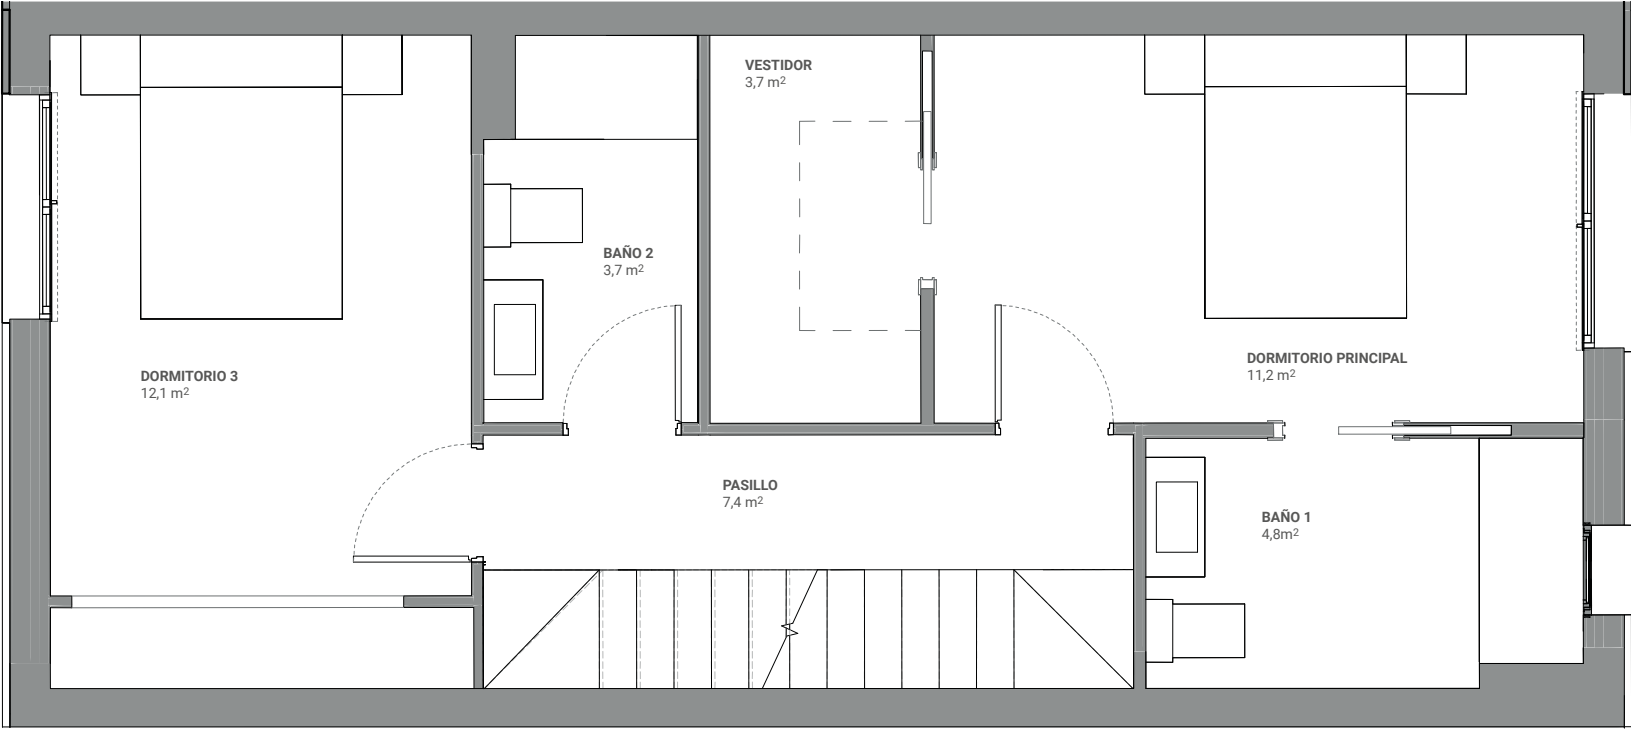 VESTIDOR
3,7 m²
BAÑO 2
3,7 m²
DORMITORIO PRINCIPAL
11,2 m²
DORMITORIO 3
12,1 m²
PASILLO
7,4 m²
BAÑO 1
4,8m²